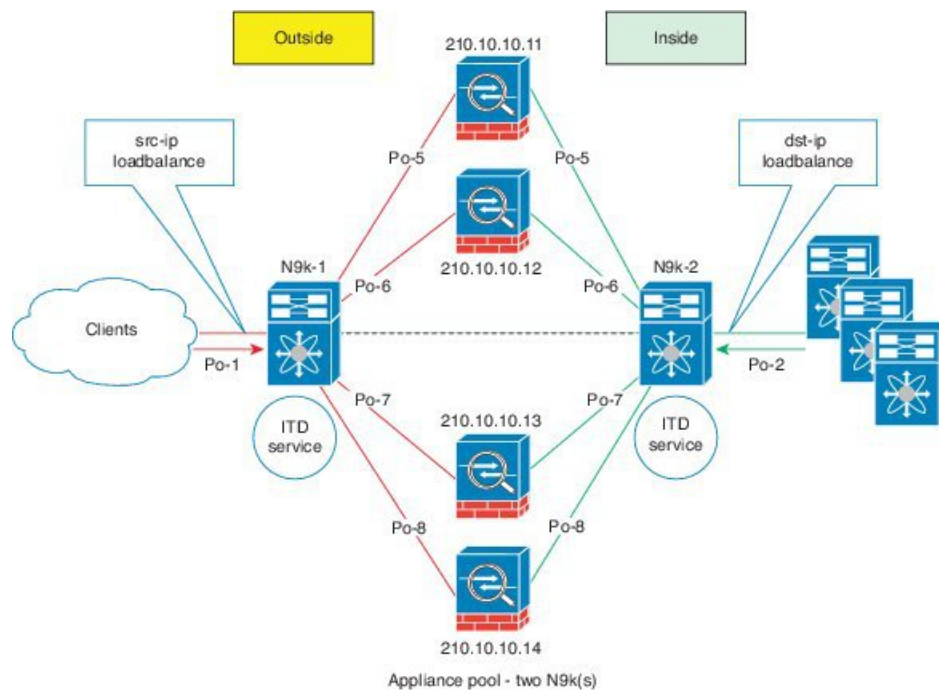 Outside
210.10.10.11
Inside
src-ip
loadbalance
Po-5
Po-5
dst-ip
loadbalance
N9k-1
Po-6
210.10.10.12
Po-6
N9k-2
Clients
Po-1
Po-2
ITD
service
Po-7
210.10.10.13
Po-7
ITD
service
Po-8
Po-8
210.10.10.14
Appliance pool - two N9k(s)